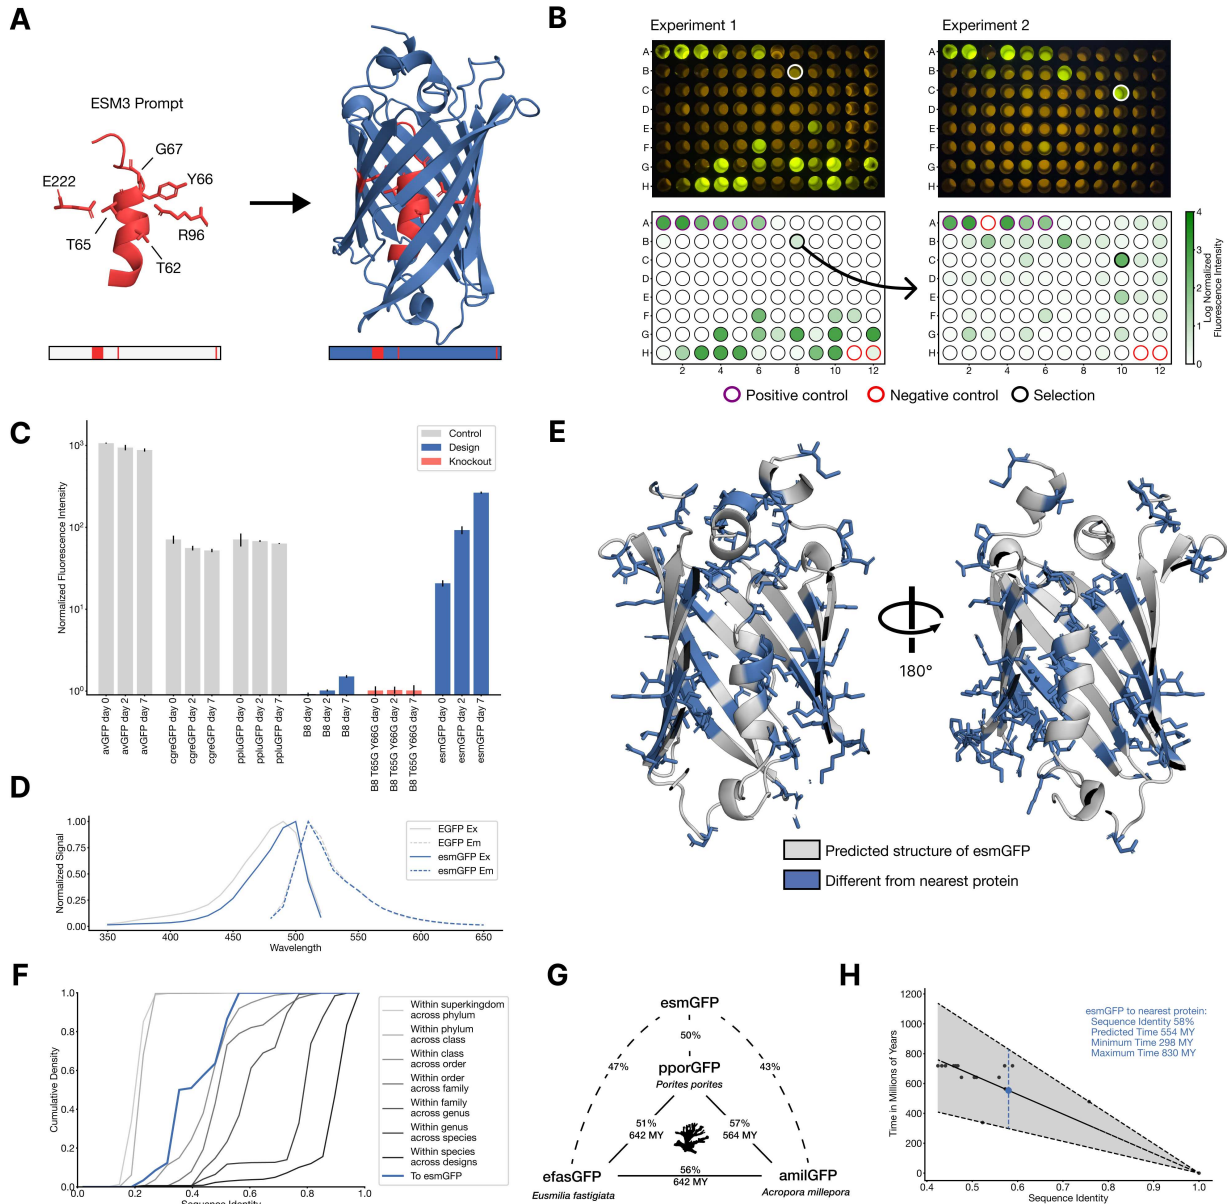 A
ESM3 Prompt
G67
E222
Y66
T65
R96
T62
B
Experiment 1
Experiment 2
A
B
C
D
E
F
G
H
A
B
C
D
E
F
G
H
A
B
C
D
E
F
G
H
2 4 6 8 10 12
A
B
C
D
E
F
G
H
2 4 6 8 10 12
4
3
2
1
0
Log Normalized
Fluorescence Intensity
Positive control
Negative control
Selection
C
Normalized Fluorescence Intensity
10³
10²
10¹
10⁰
Control
Design
Knockout
avGFP day 0
avGFP day 2
avGFP day 7
cgreGFP day 0
cgreGFP day 2
cgreGFP day 7
ppluGFP day 0
ppluGFP day 2
ppluGFP day 7
B8 day 0
B8 day 2
B8 day 7
B8 T65G Y66G day 0
B8 T65G Y66G day 2
B8 T65G Y66G day 7
esmGFP day 0
esmGFP day 2
esmGFP day 7
D
Normalized Signal
1.00
0.75
0.50
0.25
0.00
350 400 450 500 550 600 650
Wavelength
EGFP Ex
EGFP Em
esmGFP Ex
esmGFP Em
E
180°
Predicted structure of esmGFP
Different from nearest protein
F
Cumulative Density
1.0
0.8
0.6
0.4
0.2
0.0
0.0 0.2 0.4 0.6 0.8 1.0
Sequence Identity
Within superkingdom
across phylum
Within phylum
across class
Within class
across order
Within order
across family
Within family
across genus
Within genus
across species
Within species
across designs
To esmGFP
G
esmGFP
50%
47%
43%
pporGFP
Porites porites
51%
642 MY
57%
564 MY
efasGFP
Eusmilia fastigiata
56%
642 MY
amilGFP
Acropora millepora
H
Time in Millions of Years
1200
1000
800
600
400
200
0
0.4 0.5 0.6 0.7 0.8 0.9 1.0
Sequence Identity
esmGFP to nearest protein:
Sequence Identity 58%
Predicted Time 554 MY
Minimum Time 298 MY
Maximum Time 830 MY